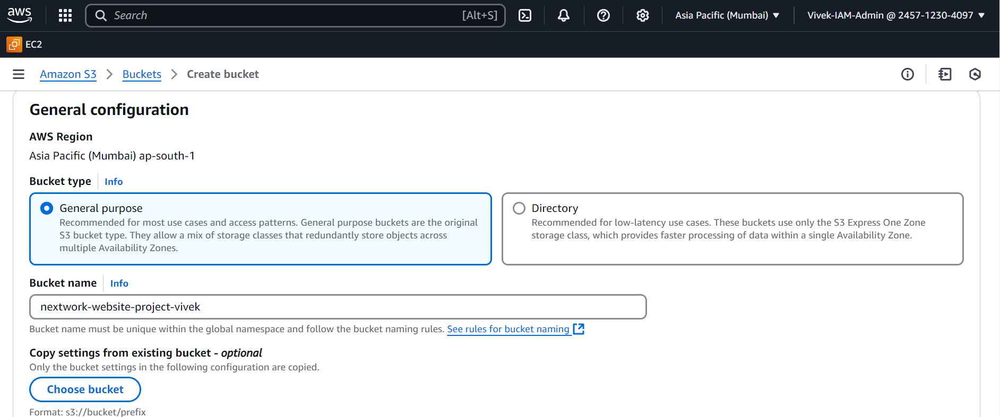 aws
Search [Alt+S]
Asia Pacific (Mumbai)
Vivek-IAM-Admin @ 2457-1230-4097
EC2
Amazon S3 > Buckets > Create bucket
General configuration
AWS Region
Asia Pacific (Mumbai) ap-south-1
Bucket type Info
General purpose
Recommended for most use cases and access patterns. General purpose buckets are the original
S3 bucket type. They allow a mix of storage classes that redundantly store objects across
multiple Availability Zones.
Directory
Recommended for low-latency use cases. These buckets use only the S3 Express One Zone
storage class, which provides faster processing of data within a single Availability Zone.
Bucket name Info
nextwork-website-project-vivek
Bucket name must be unique within the global namespace and follow the bucket naming rules. See rules for bucket naming
Copy settings from existing bucket - optional
Only the bucket settings in the following configuration are copied.
Choose bucket
Format: s3://bucket/prefix